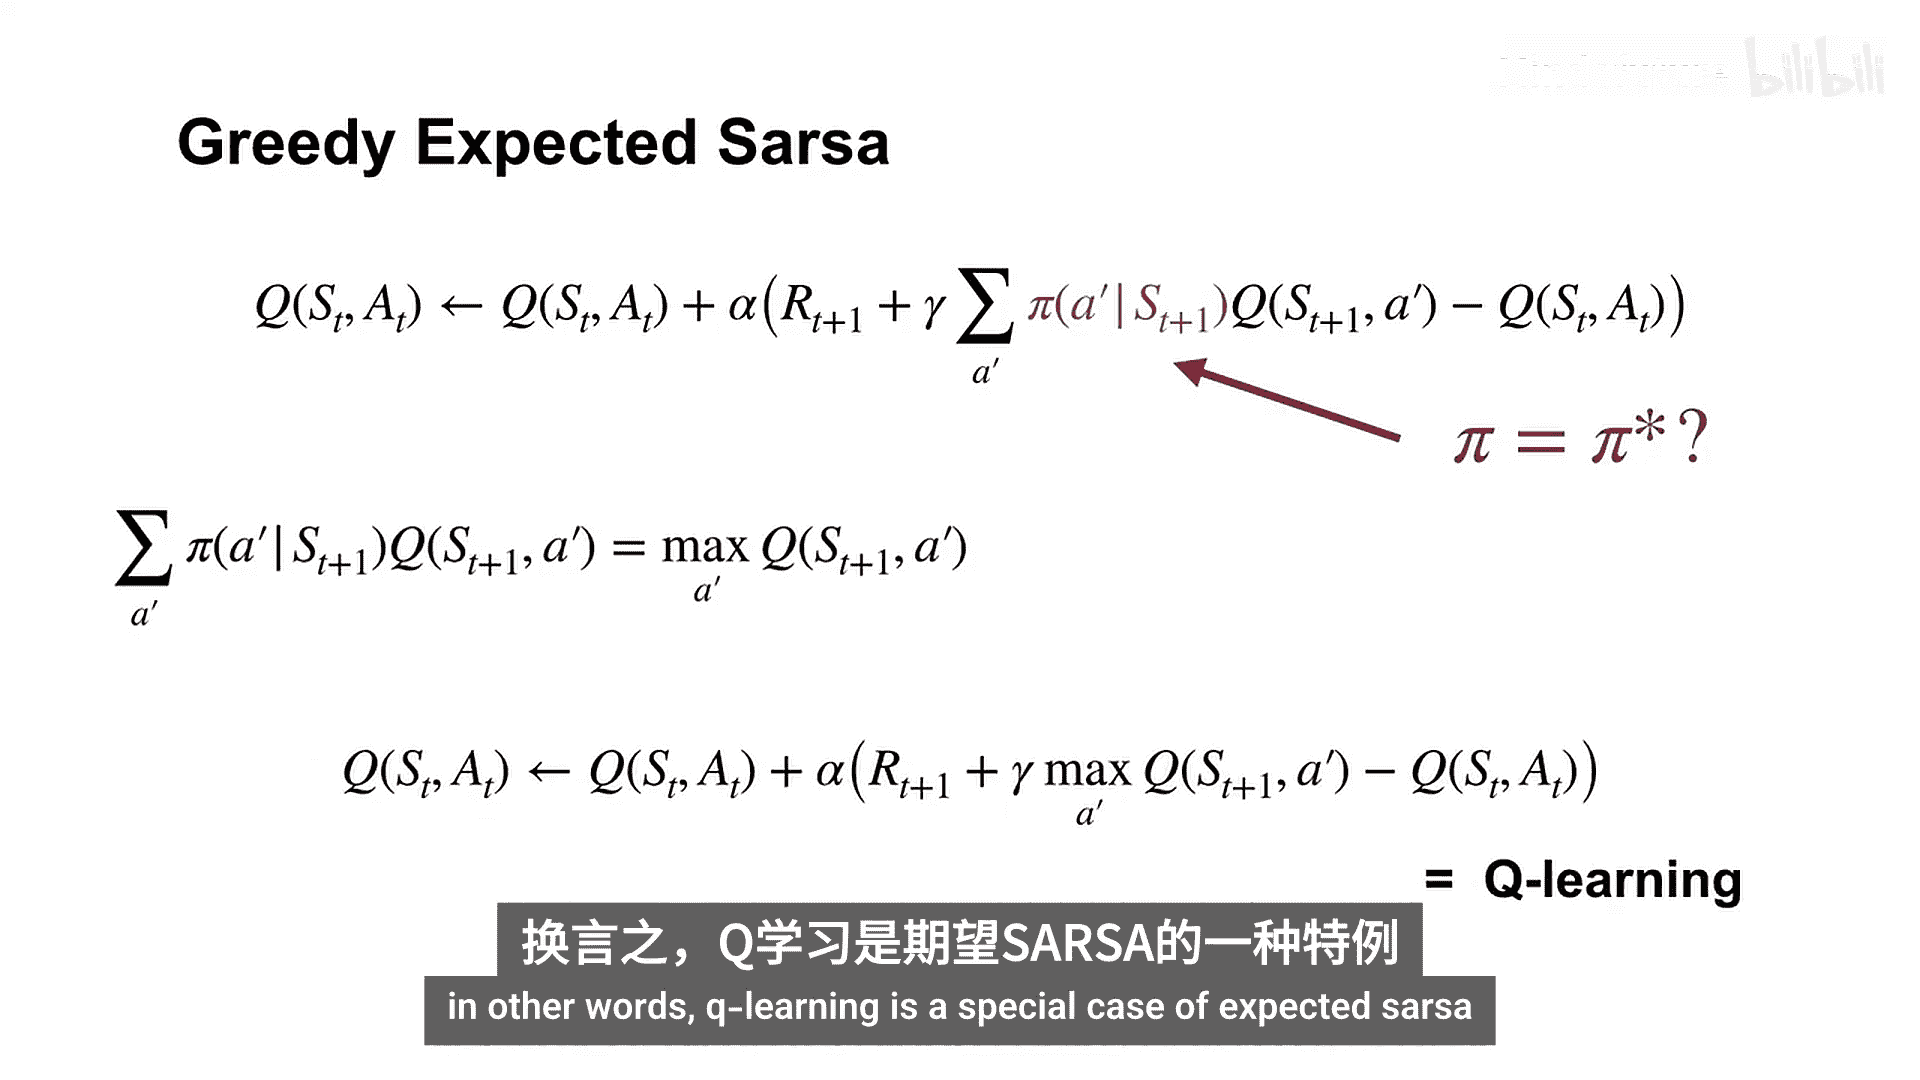 bilibili
Greedy Expected Sarsa
Q(S_t, A_t) ← Q(S_t, A_t) + α(R_{t+1} + γ ∑_{a′} π(a′|S_{t+1})Q(S_{t+1}, a′) − Q(S_t, A_t))
π = π*?
∑_{a′} π(a′|S_{t+1})Q(S_{t+1}, a′) = max_{a′} Q(S_{t+1}, a′)
Q(S_t, A_t) ← Q(S_t, A_t) + α(R_{t+1} + γ max_{a′} Q(S_{t+1}, a′) − Q(S_t, A_t))
= Q-learning
换言之，Q学习是期望SARSA的一种特例
in other words, q-learning is a special case of expected sarsa